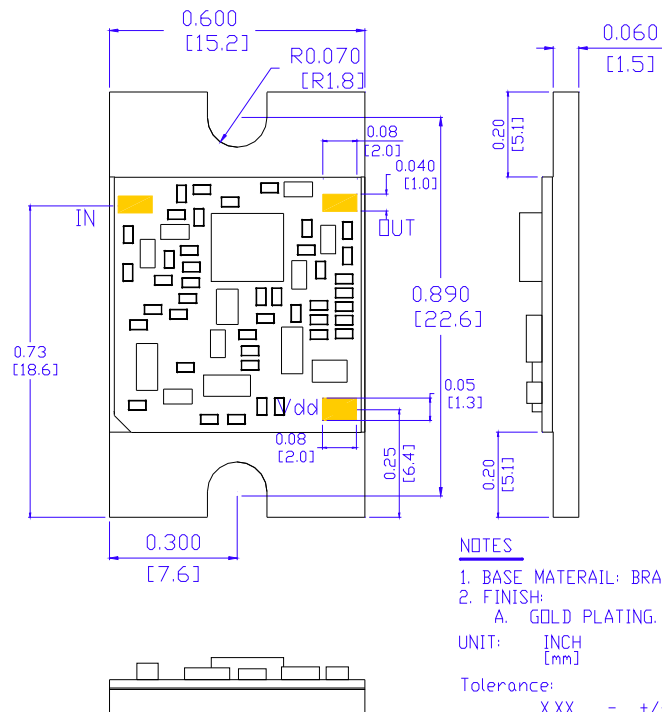 0.600
[15.2]
0.060
[1.5]
R0.070
[R1.8]
0.08
[2.0]
0.20
[5.1]
0.040
[1.0]
IN
OUT
0.890
[22.6]
0.73
[18.6]
Vdd
0.05
[1.3]
0.08
[2.0]
0.25
[6.4]
0.20
[5.1]
0.300
[7.6]
NOTES
1. BASE MATERAIL: BRA
2. FINISH:
A. GOLD PLATING.
UNIT: INCH
[mm]
Tolerance:
X.XX - +/